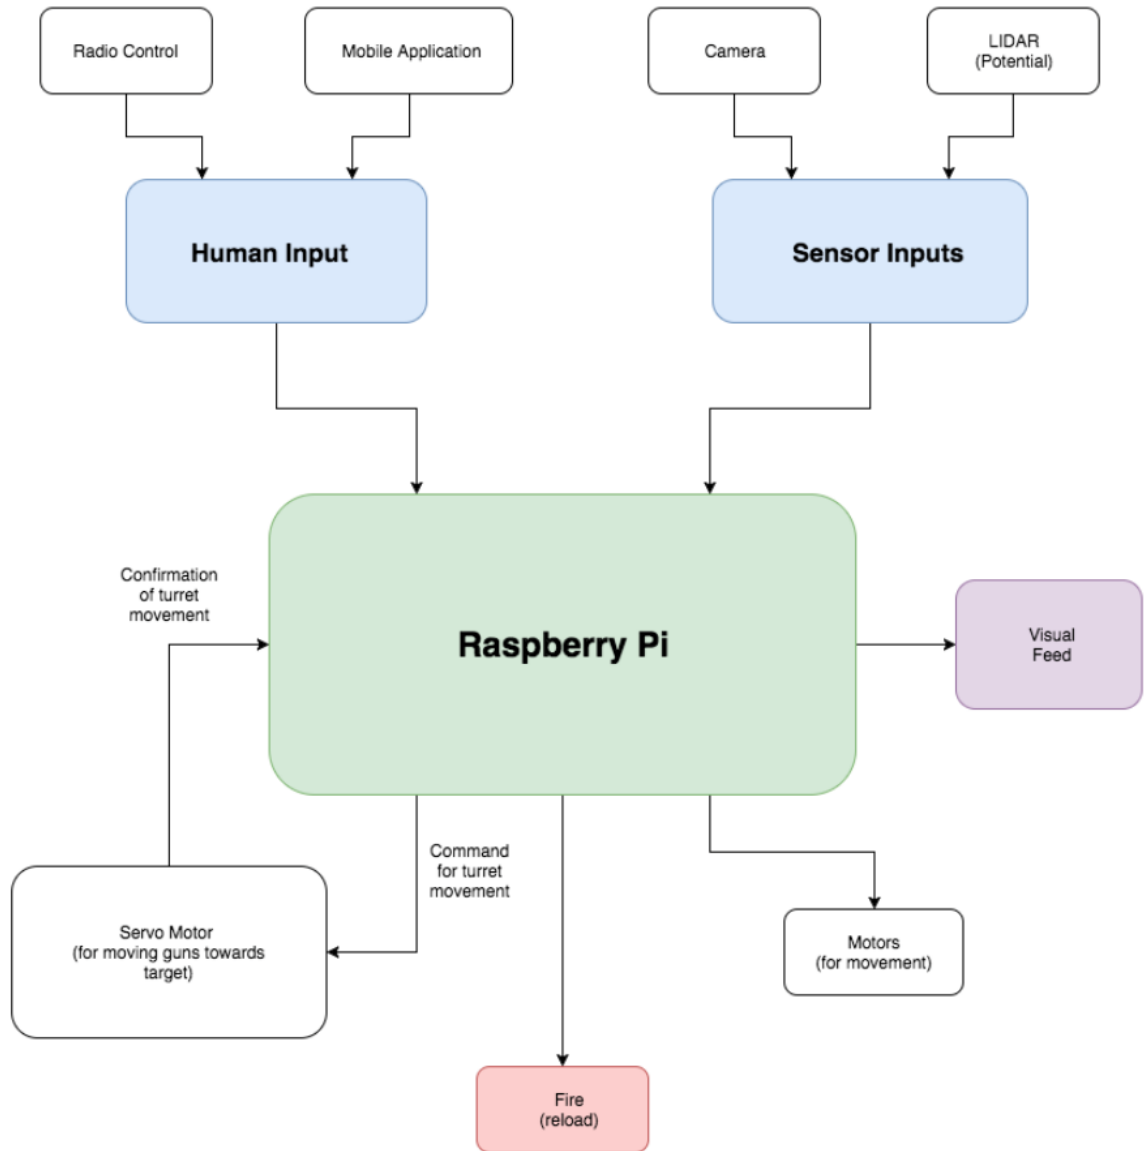 Radio Control
Mobile Application
Camera
LIDAR
(Potential)
Human Input
Sensor Inputs
Confirmation
of turret
movement
Raspberry Pi
Visual
Feed
Command
for turret
movement
Servo Motor
(for moving guns towards
target)
Motors
(for movement)
Fire
(reload)